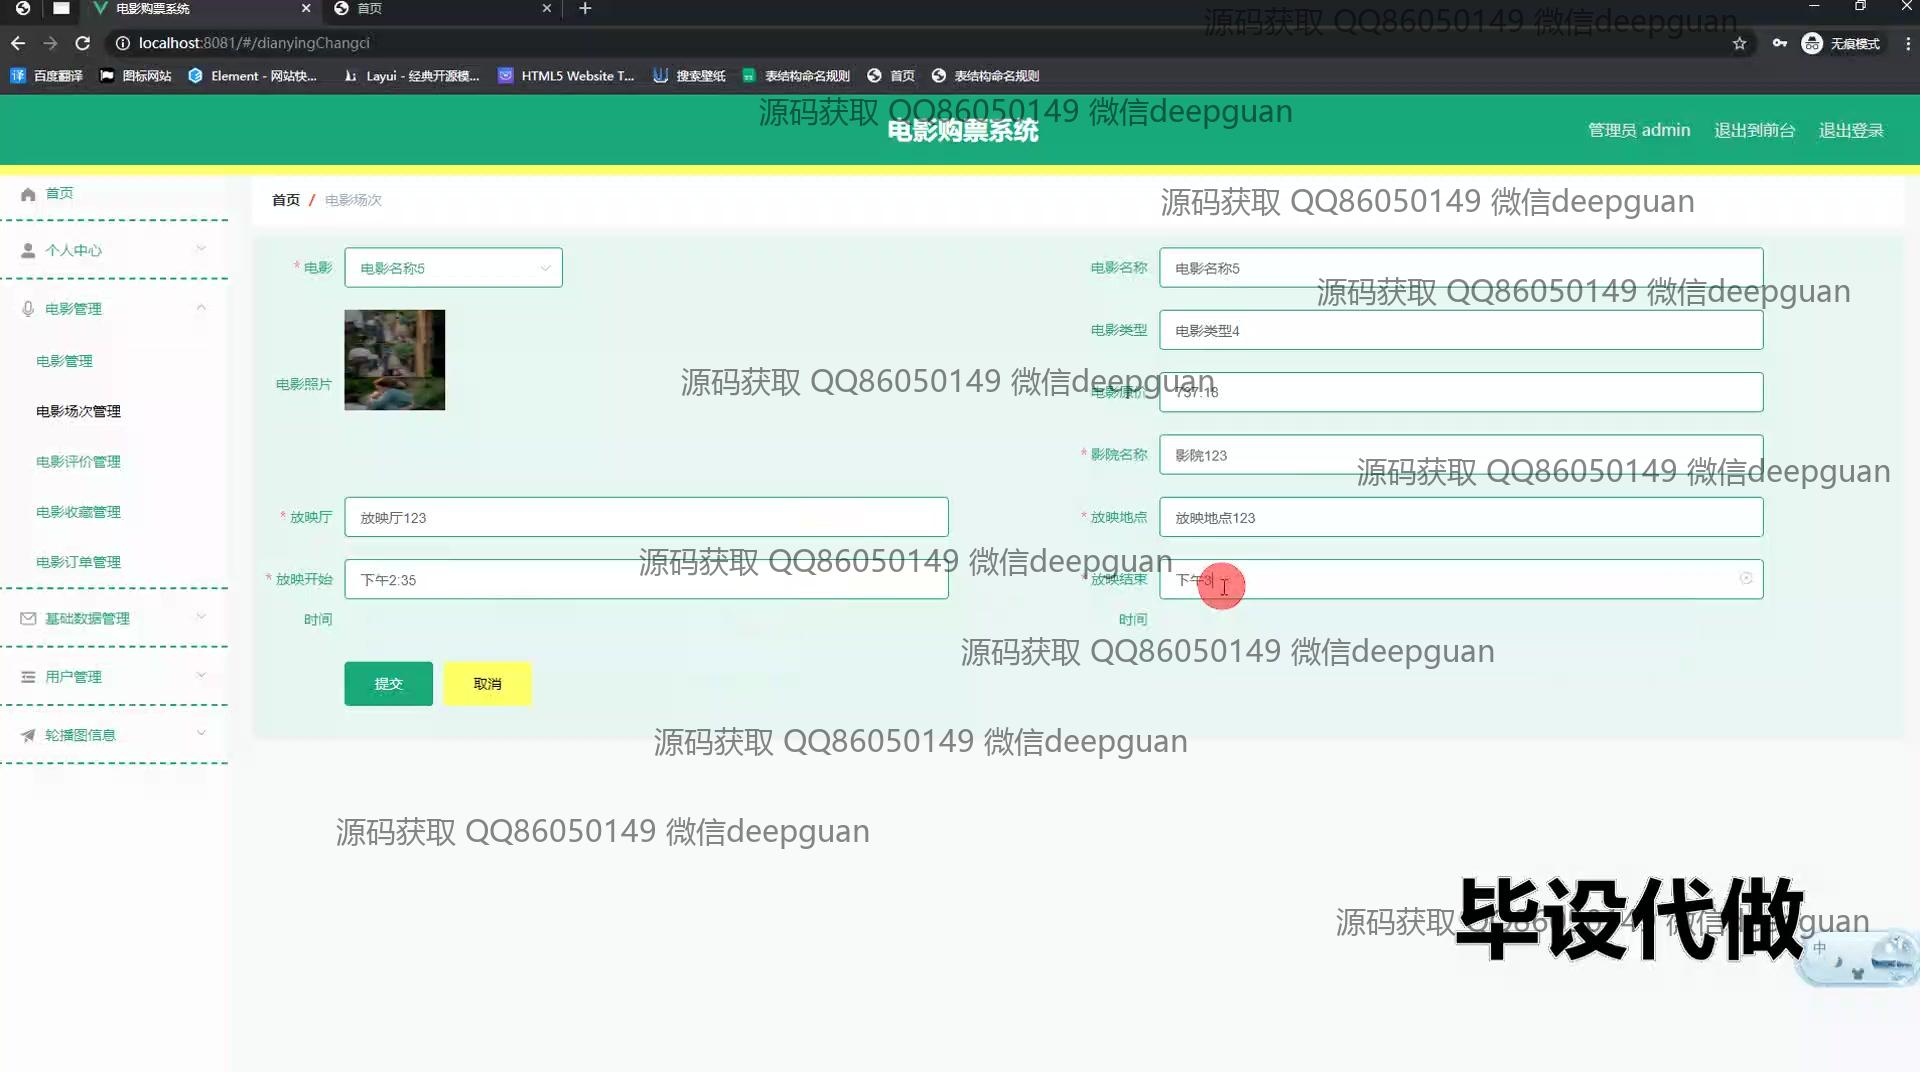 电影购票系统
首页
源码获取 QQ86050149 微信deepguan
localhost:8081/#/dianyingChangci
无痕模式
百度翻译
图标网站
Element - 网站快...
Layui - 经典开源模...
HTML5 Website T...
搜索壁纸
表结构命名规则
首页
表结构命名规则
源码获取 QQ86050149 微信deepguan
电影购票系统
管理员 admin
退出到前台
退出登录
首页
个人中心
电影管理
电影管理
电影场次管理
电影评价管理
电影收藏管理
电影订单管理
基础数据管理
用户管理
轮播图信息
首页 / 电影场次
源码获取 QQ86050149 微信deepguan
* 电影 电影名称5
电影名称 电影名称5
源码获取 QQ86050149 微信deepguan
电影照片
电影类型 电影类型4
源码获取 QQ86050149 微信deepguan
电影原价 737.18
* 影院名称 影院123
源码获取 QQ86050149 微信deepguan
* 放映厅 放映厅123
* 放映地点 放映地点123
源码获取 QQ86050149 微信deepguan
* 放映开始时间 下午2:35
* 放映结束时间 下午3
源码获取 QQ86050149 微信deepguan
提交
取消
源码获取 QQ86050149 微信deepguan
源码获取 QQ86050149 微信deepguan
源码获取 QQ86050149 微信deepguan
毕设代做
中